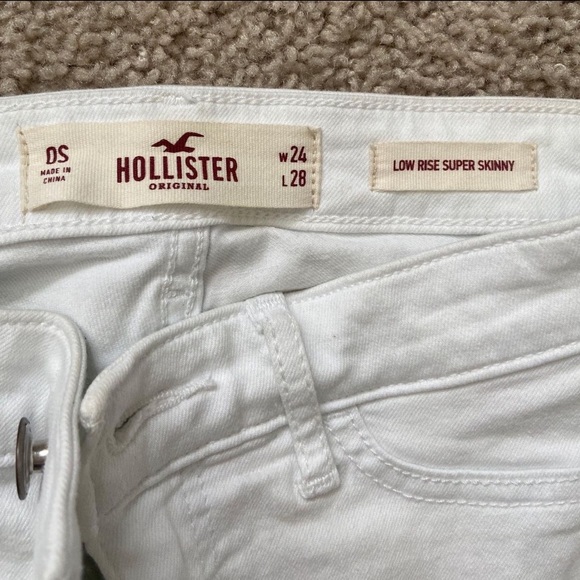 DS
MADE IN
CHINA
HOLLISTER
ORIGINAL
W 24
L 28
LOW RISE SUPER SKINNY